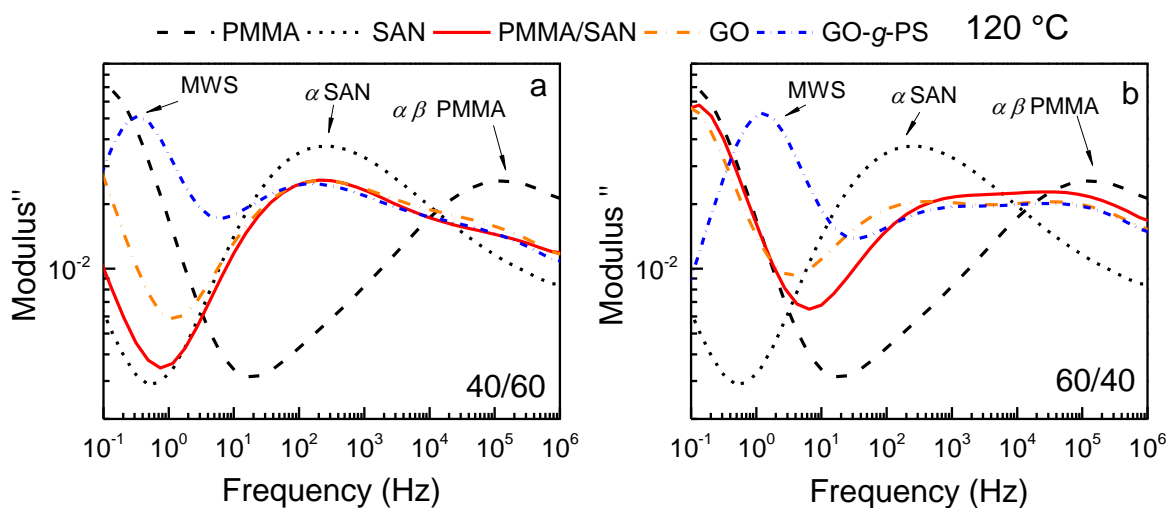 PMMA SAN PMMA/SAN GO GO-g-PS 120 °C
a
MWS
α SAN
α β PMMA
Modulus''
10⁻²
40/60
10⁻¹ 10⁰ 10¹ 10² 10³ 10⁴ 10⁵ 10⁶
Frequency (Hz)
b
MWS
α SAN
α β PMMA
Modulus''
10⁻²
60/40
10⁻¹ 10⁰ 10¹ 10² 10³ 10⁴ 10⁵ 10⁶
Frequency (Hz)